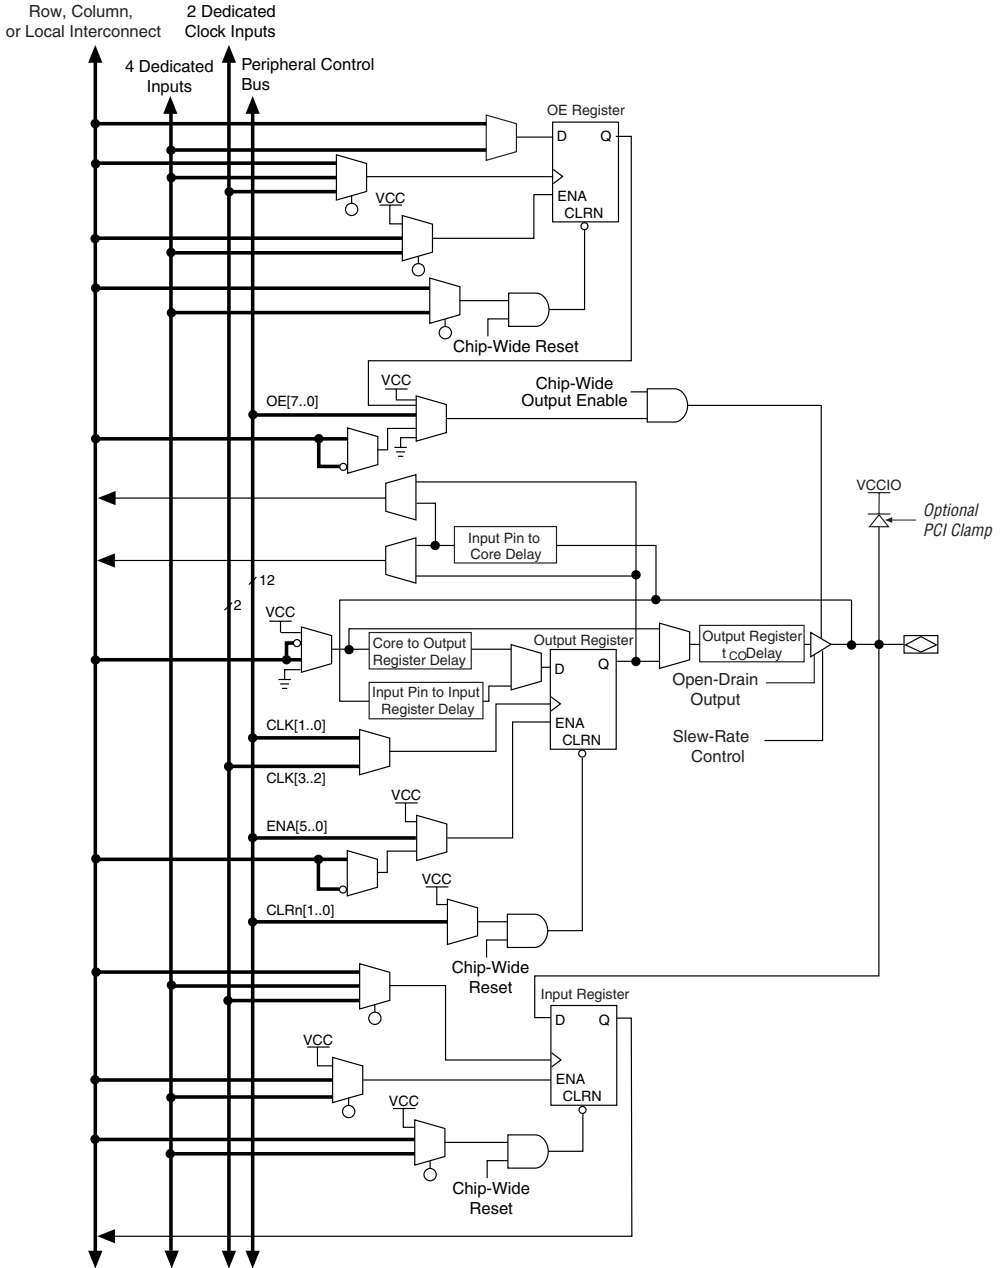 Row, Column,
or Local Interconnect
2 Dedicated
Clock Inputs
4 Dedicated
Inputs
Peripheral Control
Bus
OE Register
D
Q
ENA
CLRN
VCC
Chip-Wide Reset
VCC
OE[7..0]
Chip-Wide
Output Enable
VCCIO
Optional
PCI Clamp
Input Pin to
Core Delay
12
2
VCC
Core to Output
Register Delay
Input Pin to Input
Register Delay
Output Register
D
Q
ENA
CLRN
Output Register
t CO Delay
Open-Drain
Output
Slew-Rate
Control
CLK[1..0]
CLK[3..2]
VCC
ENA[5..0]
VCC
CLRn[1..0]
Chip-Wide
Reset
Input Register
D
Q
ENA
CLRN
VCC
VCC
Chip-Wide
Reset